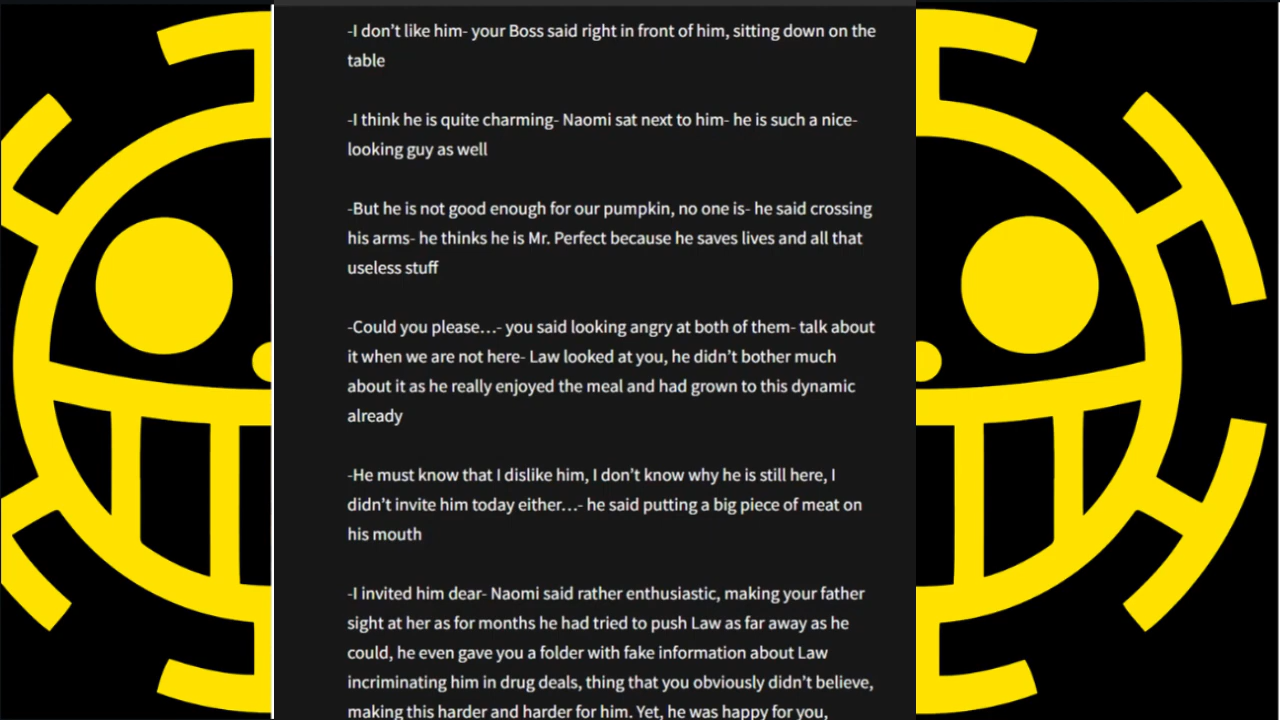 -I don’t like him- your Boss said right in front of him, sitting down on the
table
-I think he is quite charming- Naomi sat next to him- he is such a nice-
looking guy as well
-But he is not good enough for our pumpkin, no one is- he said crossing
his arms- he thinks he is Mr. Perfect because he saves lives and all that
useless stuff
-Could you please…- you said looking angry at both of them- talk about
it when we are not here- Law looked at you, he didn’t bother much
about it as he really enjoyed the meal and had grown to this dynamic
already
-He must know that I dislike him, I don’t know why he is still here, I
didn’t invite him today either…- he said putting a big piece of meat on
his mouth
-I invited him dear- Naomi said rather enthusiastic, making your father
sight at her as for months he had tried to push Law as far away as he
could, he even gave you a folder with fake information about Law
incriminating him in drug deals, thing that you obviously didn’t believe,
making this harder and harder for him. Yet, he was happy for you,